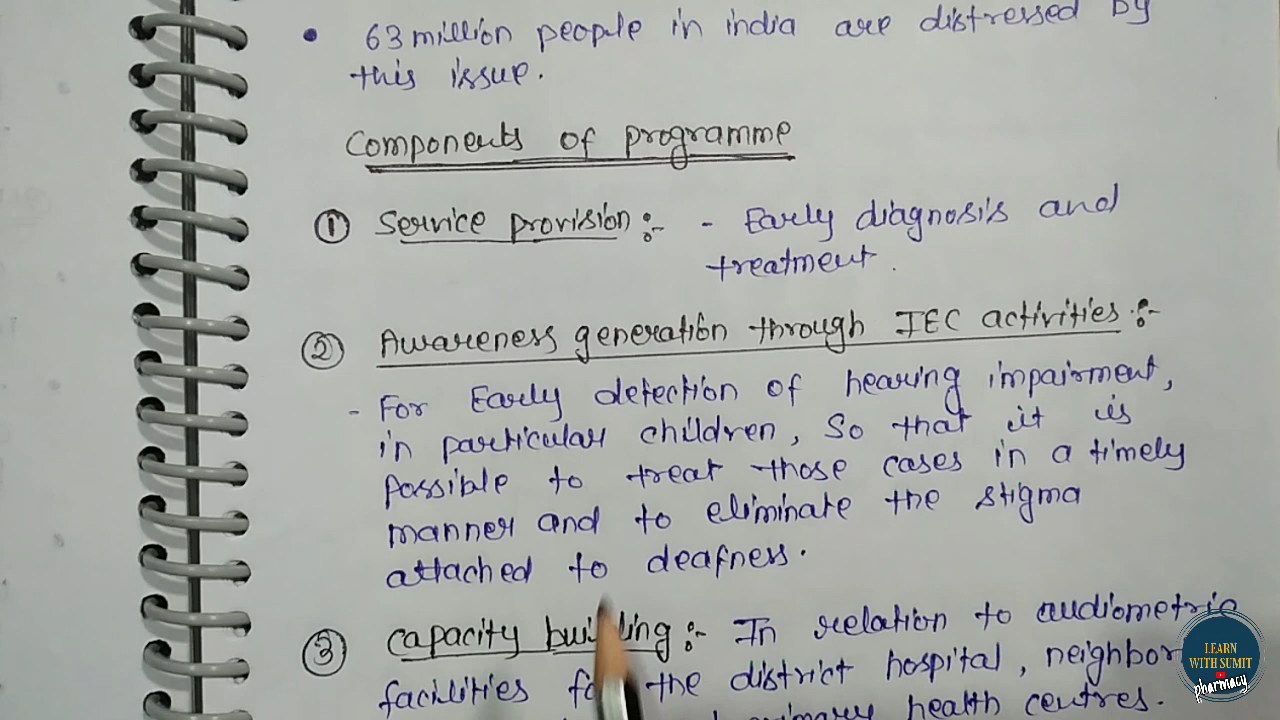 • 63 million people in india are distressed by
this issue.
Components of programme
① Service provision :- - Early diagnosis and
treatment.
② Awareness generation through IEC activities :-
- For Early detection of hearing impairment,
in particular children, so that it is
possible to treat those cases in a timely
manner and to eliminate the stigma
attached to deafness.
③ capacity building :- In relation to audiometric
facilities the district hospital, neighbor
primary health centres.
LEARN
WITH SUMIT
pharmacy